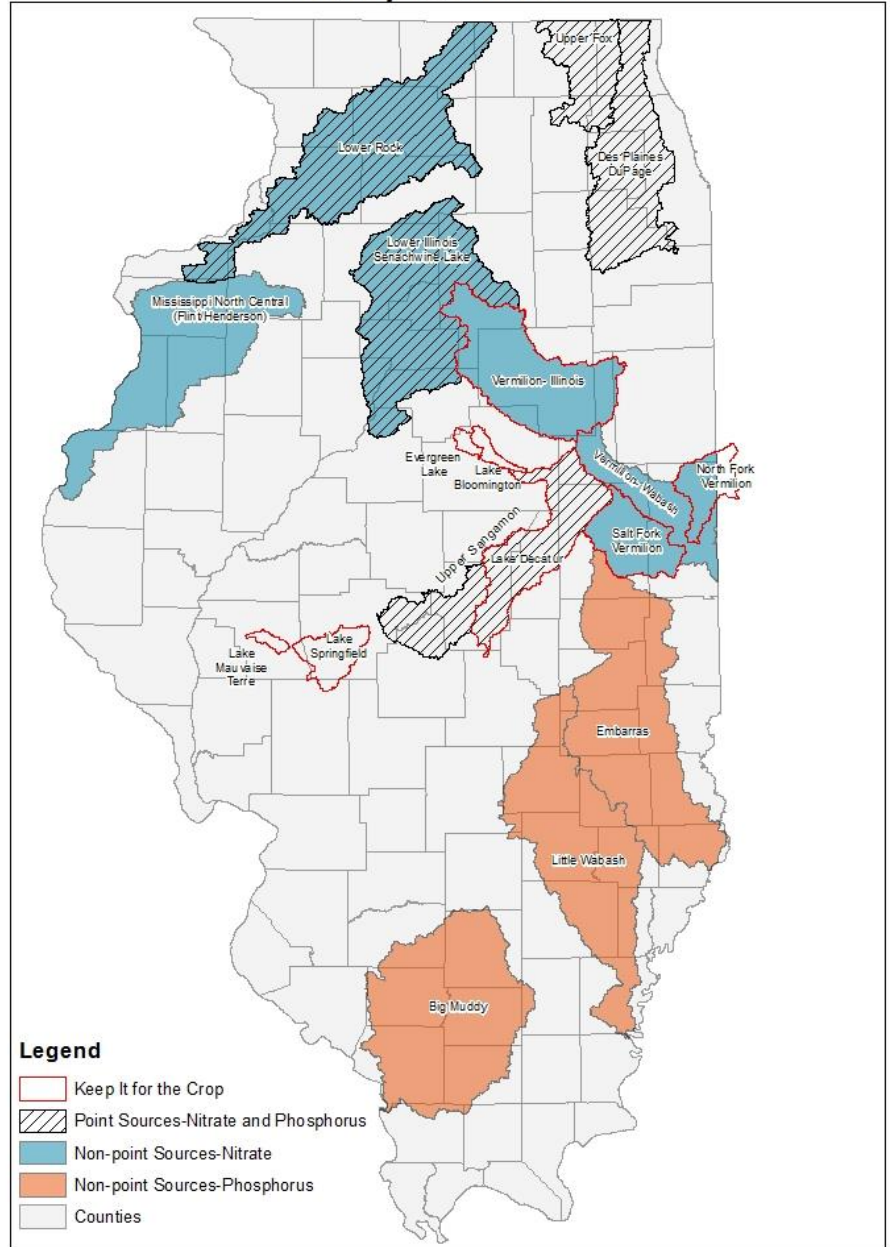 Upper Fox
Lower Rock
Des Plaines
DuPage
Lower Illinois
Senachwine Lake
Mississippi North Central
(Flint/Henderson)
Vermilion- Illinois
Evergreen
Lake
Lake
Bloomington
Vermilion- Wabash
North Fork
Vermilion
Salt Fork
Vermilion
Upper Sangamon
Lake Decatur
Lake
Mauvaise
Terre
Lake
Springfield
Embarras
Little Wabash
Big Muddy
Legend
Keep It for the Crop
Point Sources-Nitrate and Phosphorus
Non-point Sources-Nitrate
Non-point Sources-Phosphorus
Counties